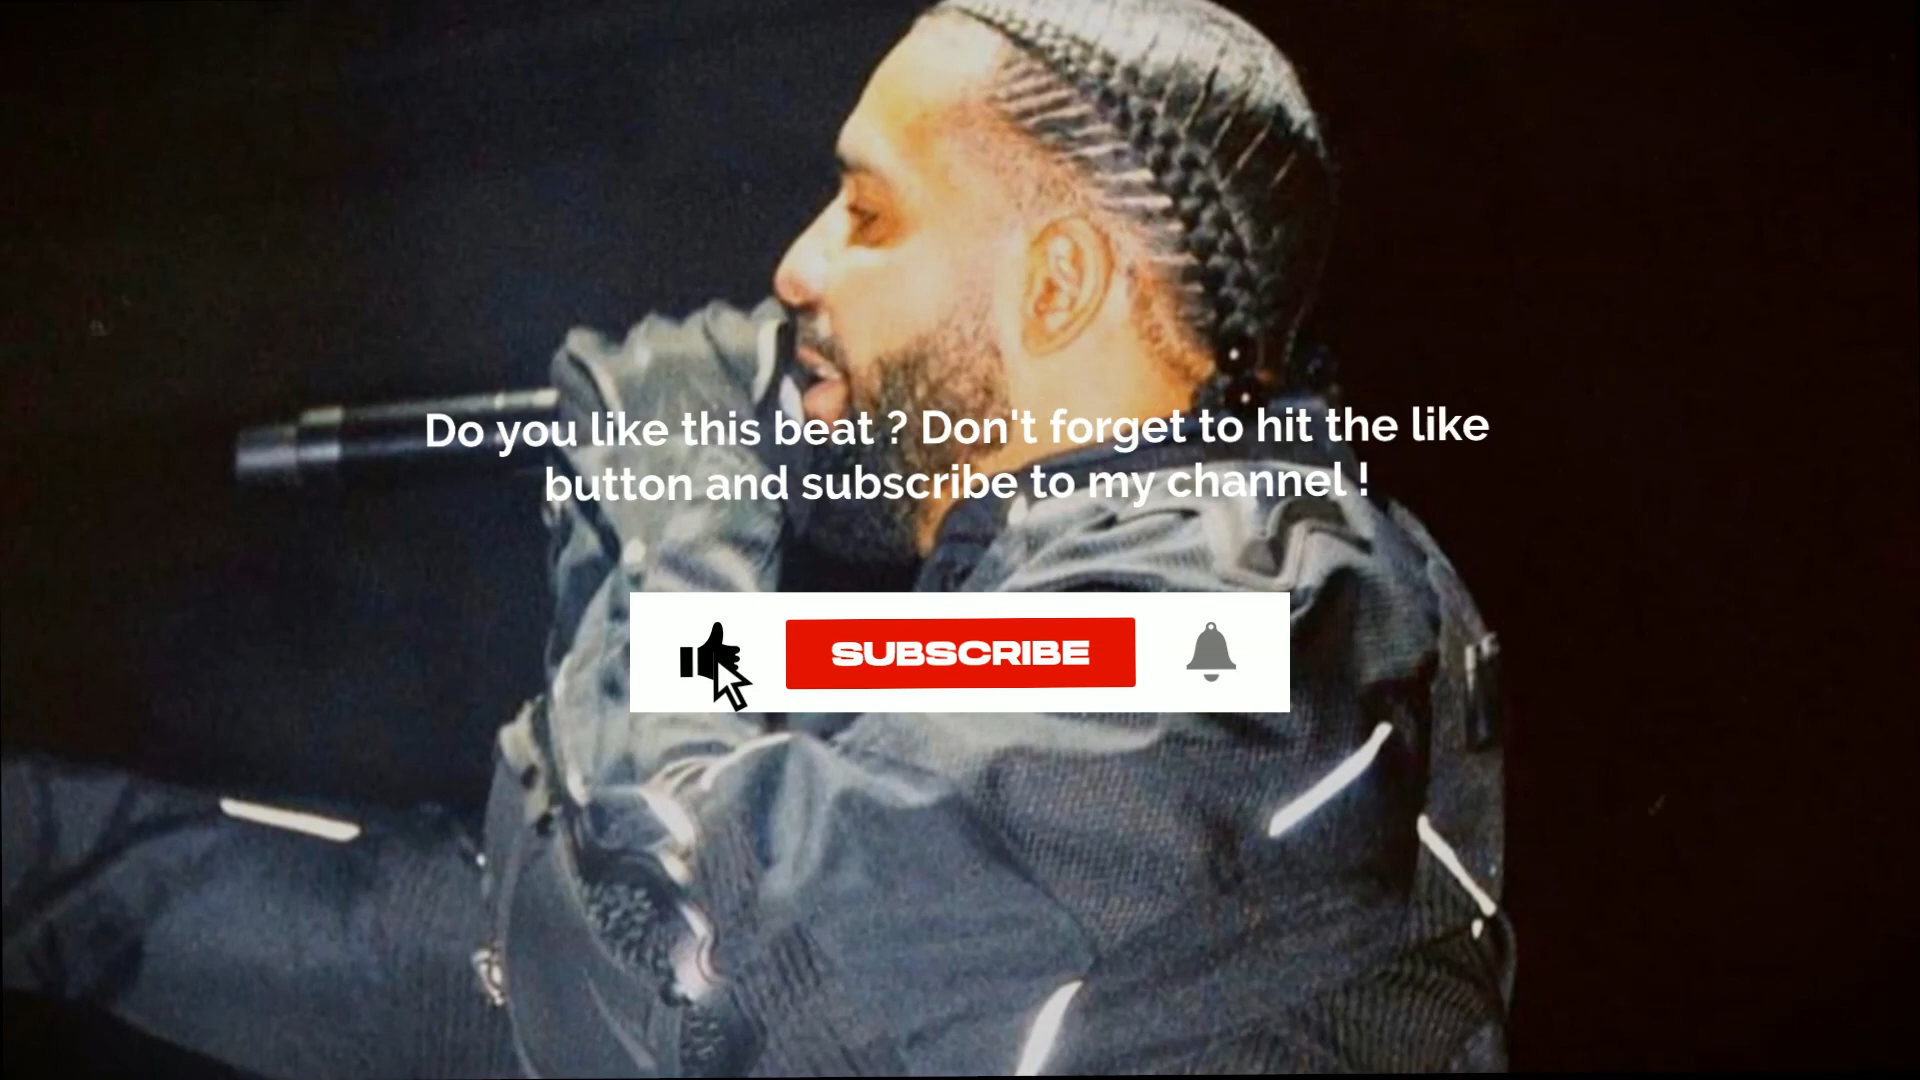 Do you like this beat ? Don't forget to hit the like
button and subscribe to my channel !
SUBSCRIBE